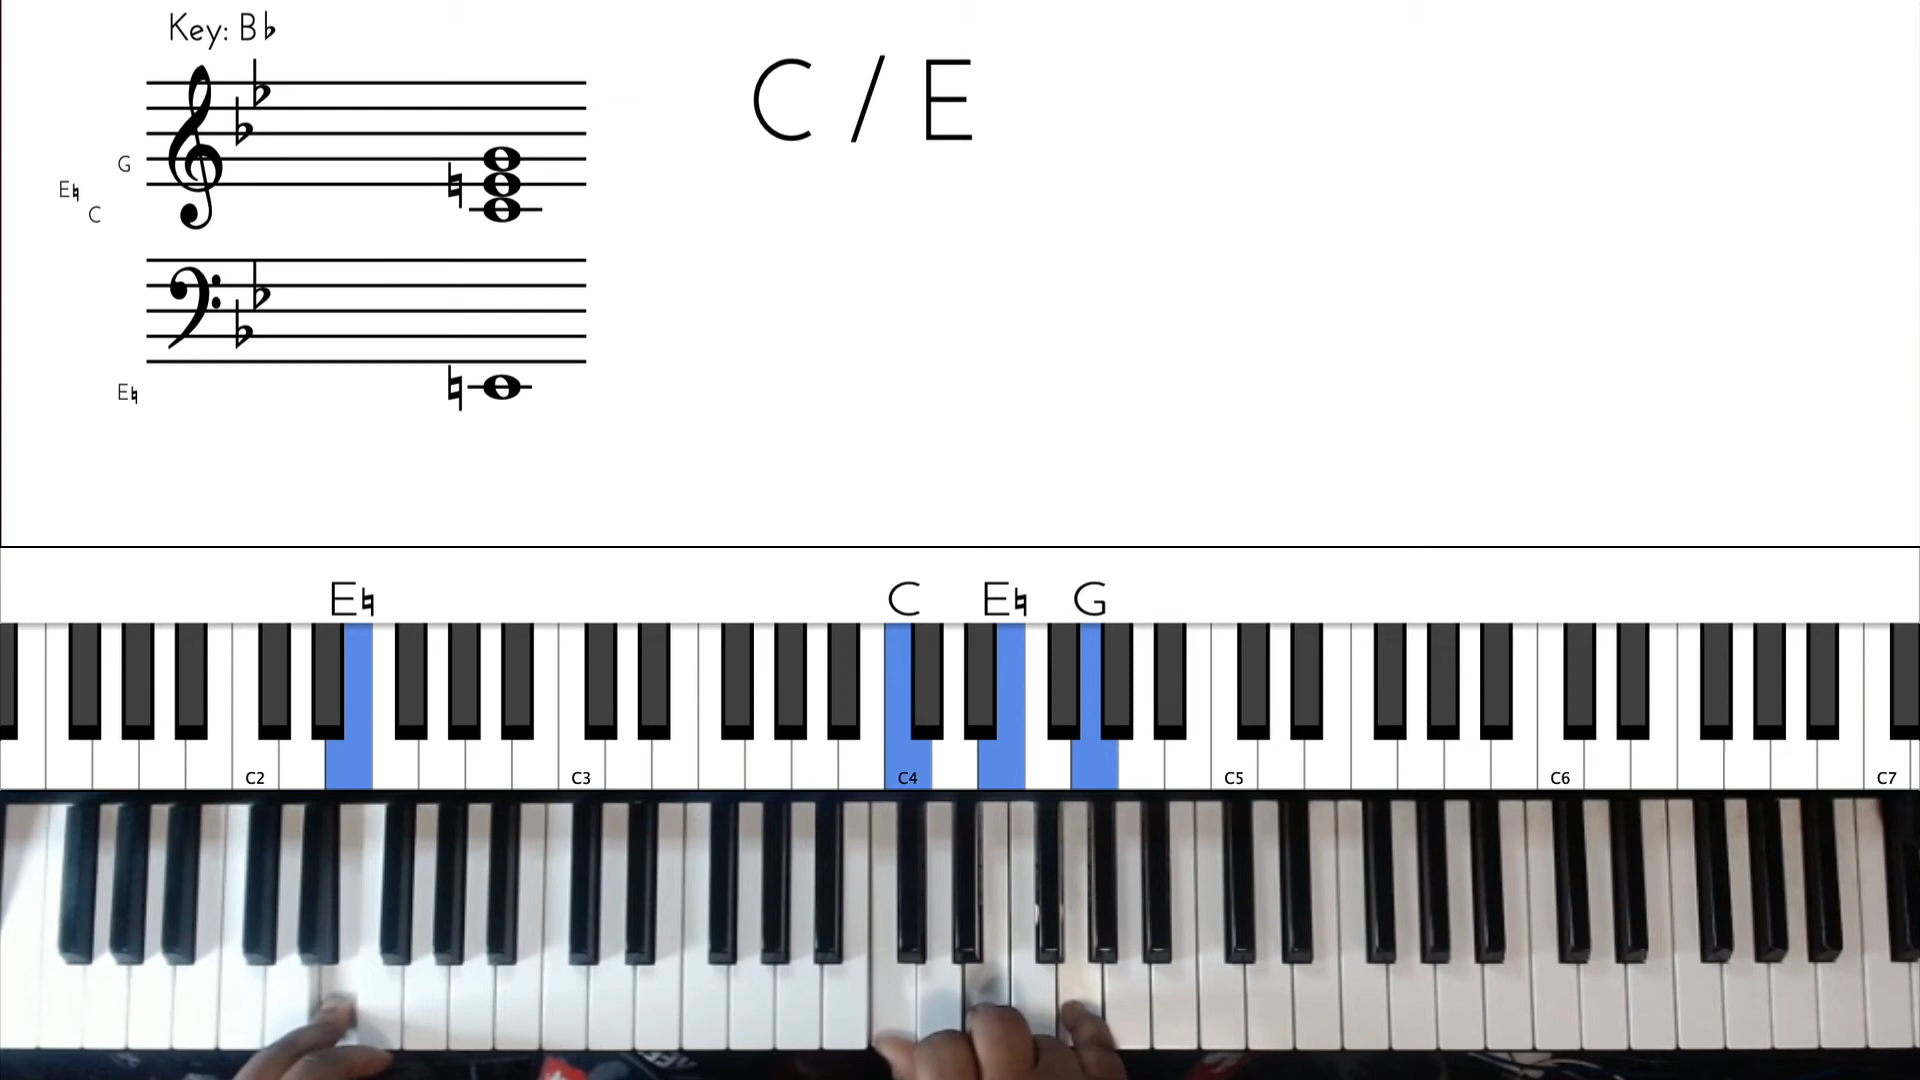 Key: B♭
C / E
G
E♮
C
E♮
E♮ C E♮ G
C2 C3 C4 C5 C6 C7